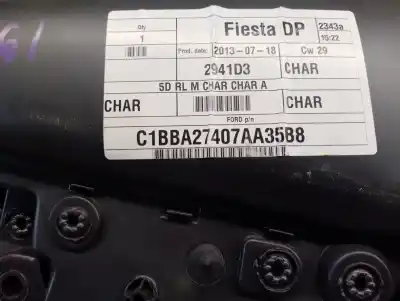 Qty
1
Fiesta DP
2343a
15:22
Prod. date: 2013-07-18
Cw 29
2941D3
CHAR
5D RL M CHAR CHAR A
CHAR
CHAR
FORD p/n
C1BBA27407AA35B8